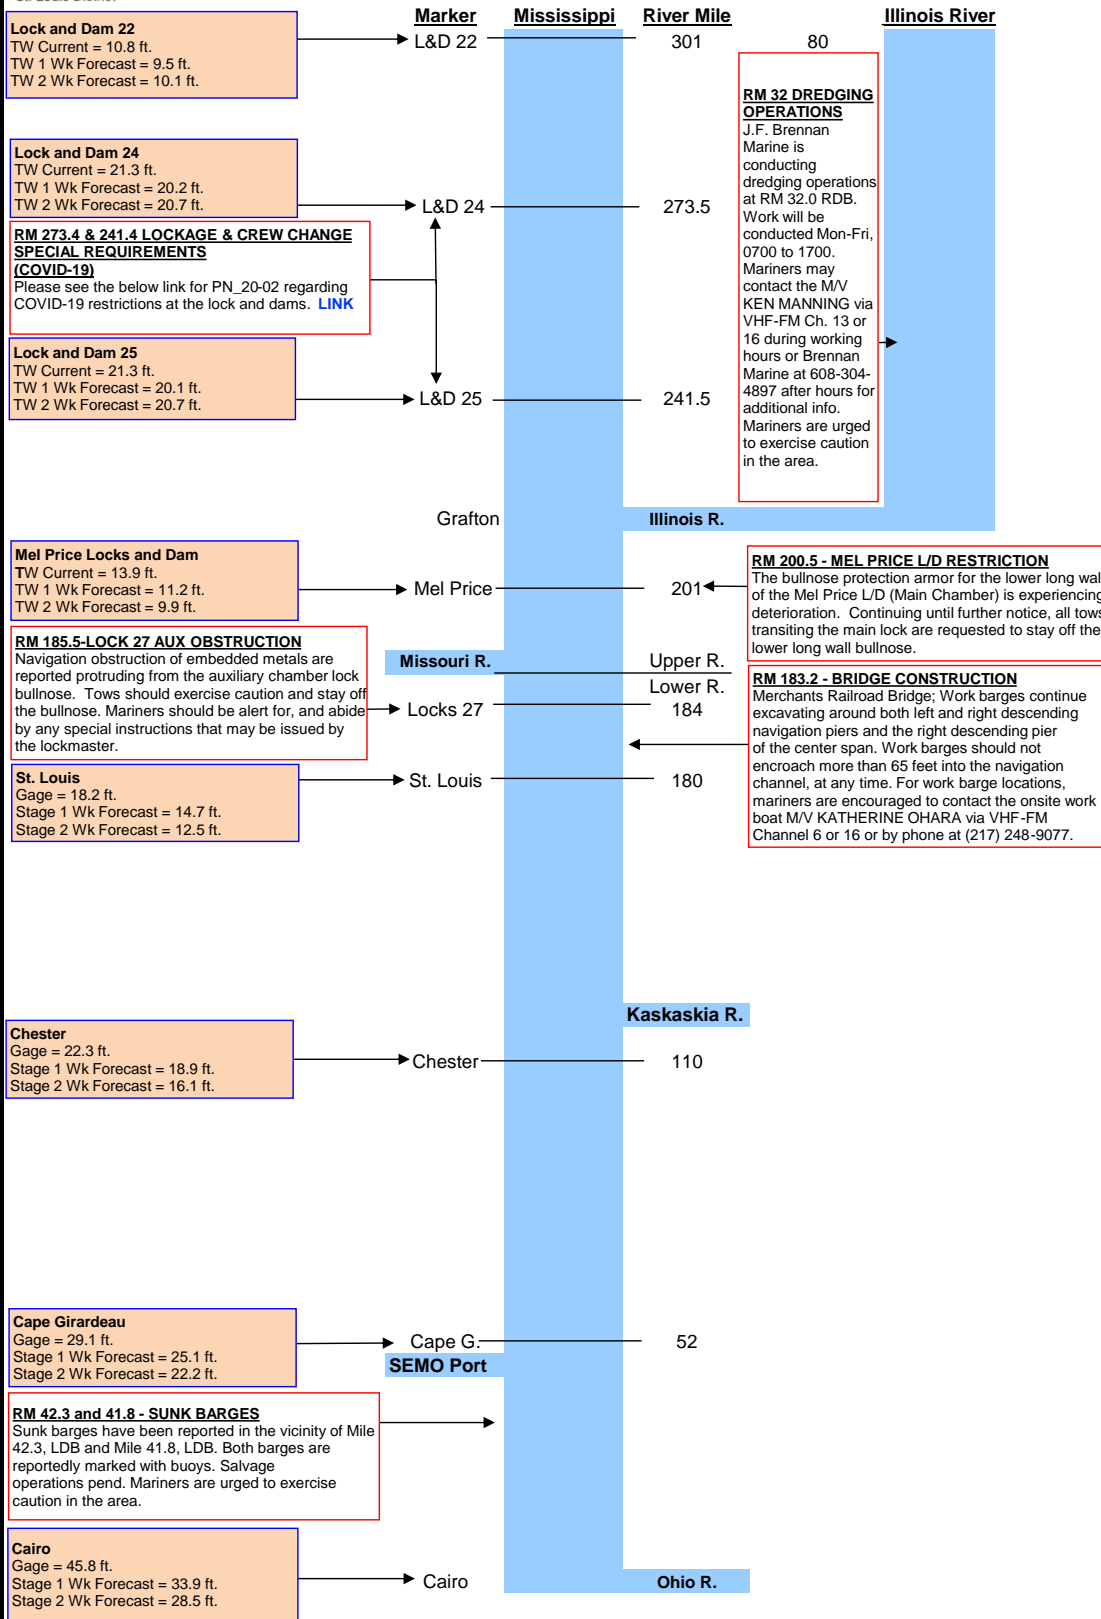 St. Louis District
Marker Mississippi River Mile Illinois River
Lock and Dam 22
TW Current = 10.8 ft.
TW 1 Wk Forecast = 9.5 ft.
TW 2 Wk Forecast = 10.1 ft.
L&D 22 301 80
RM 32 DREDGING
OPERATIONS
J.F. Brennan
Marine is
conducting
dredging operations
at RM 32.0 RDB.
Work will be
conducted Mon-Fri,
0700 to 1700.
Mariners may
contact the M/V
KEN MANNING via
VHF-FM Ch. 13 or
16 during working
hours or Brennan
Marine at 608-304-
4897 after hours for
additional info.
Mariners are urged
to exercise caution
in the area.
Lock and Dam 24
TW Current = 21.3 ft.
TW 1 Wk Forecast = 20.2 ft.
TW 2 Wk Forecast = 20.7 ft.
L&D 24 273.5
RM 273.4 & 241.4 LOCKAGE & CREW CHANGE
SPECIAL REQUIREMENTS
(COVID-19)
Please see the below link for PN_20-02 regarding
COVID-19 restrictions at the lock and dams. LINK
Lock and Dam 25
TW Current = 21.3 ft.
TW 1 Wk Forecast = 20.1 ft.
TW 2 Wk Forecast = 20.7 ft.
L&D 25 241.5
Grafton Illinois R.
Mel Price Locks and Dam
TW Current = 13.9 ft.
TW 1 Wk Forecast = 11.2 ft.
TW 2 Wk Forecast = 9.9 ft.
Mel Price 201
RM 200.5 - MEL PRICE L/D RESTRICTION
The bullnose protection armor for the lower long wal
of the Mel Price L/D (Main Chamber) is experiencing
deterioration. Continuing until further notice, all tows
transiting the main lock are requested to stay off the
lower long wall bullnose.
RM 185.5-LOCK 27 AUX OBSTRUCTION
Navigation obstruction of embedded metals are
reported protruding from the auxiliary chamber lock
bullnose. Tows should exercise caution and stay off
the bullnose. Mariners should be alert for, and abide
by any special instructions that may be issued by
the lockmaster.
Missouri R. Upper R.
Lower R.
Locks 27 184
RM 183.2 - BRIDGE CONSTRUCTION
Merchants Railroad Bridge; Work barges continue
excavating around both left and right descending
navigation piers and the right descending pier
of the center span. Work barges should not
encroach more than 65 feet into the navigation
channel, at any time. For work barge locations,
mariners are encouraged to contact the onsite work
boat M/V KATHERINE OHARA via VHF-FM
Channel 6 or 16 or by phone at (217) 248-9077.
St. Louis
Gage = 18.2 ft.
Stage 1 Wk Forecast = 14.7 ft.
Stage 2 Wk Forecast = 12.5 ft.
St. Louis 180
Kaskaskia R.
Chester
Gage = 22.3 ft.
Stage 1 Wk Forecast = 18.9 ft.
Stage 2 Wk Forecast = 16.1 ft.
Chester 110
Cape Girardeau
Gage = 29.1 ft.
Stage 1 Wk Forecast = 25.1 ft.
Stage 2 Wk Forecast = 22.2 ft.
Cape G. 52
SEMO Port
RM 42.3 and 41.8 - SUNK BARGES
Sunk barges have been reported in the vicinity of Mile
42.3, LDB and Mile 41.8, LDB. Both barges are
reportedly marked with buoys. Salvage
operations pend. Mariners are urged to exercise
caution in the area.
Cairo
Gage = 45.8 ft.
Stage 1 Wk Forecast = 33.9 ft.
Stage 2 Wk Forecast = 28.5 ft.
Cairo Ohio R.